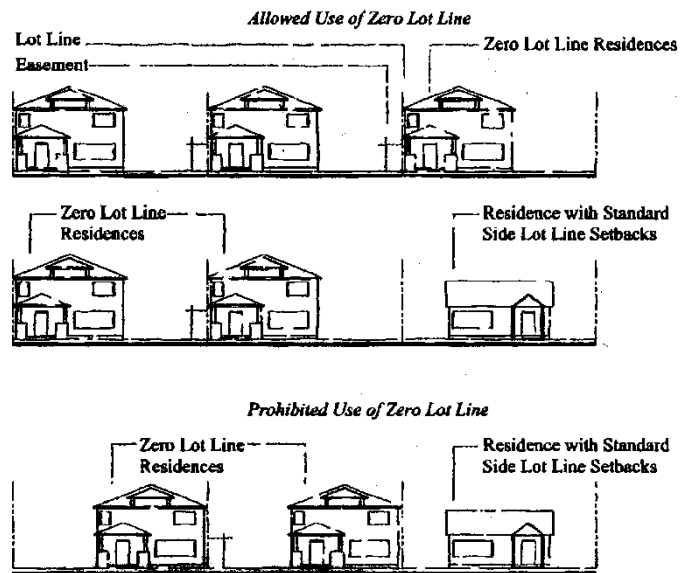 Allowed Use of Zero Lot Line
Lot Line
Zero Lot Line Residences
Easement
Zero Lot Line
Residences
Residence with Standard
Side Lot Line Setbacks
Prohibited Use of Zero Lot Line
Zero Lot Line
Residences
Residence with Standard
Side Lot Line Setbacks